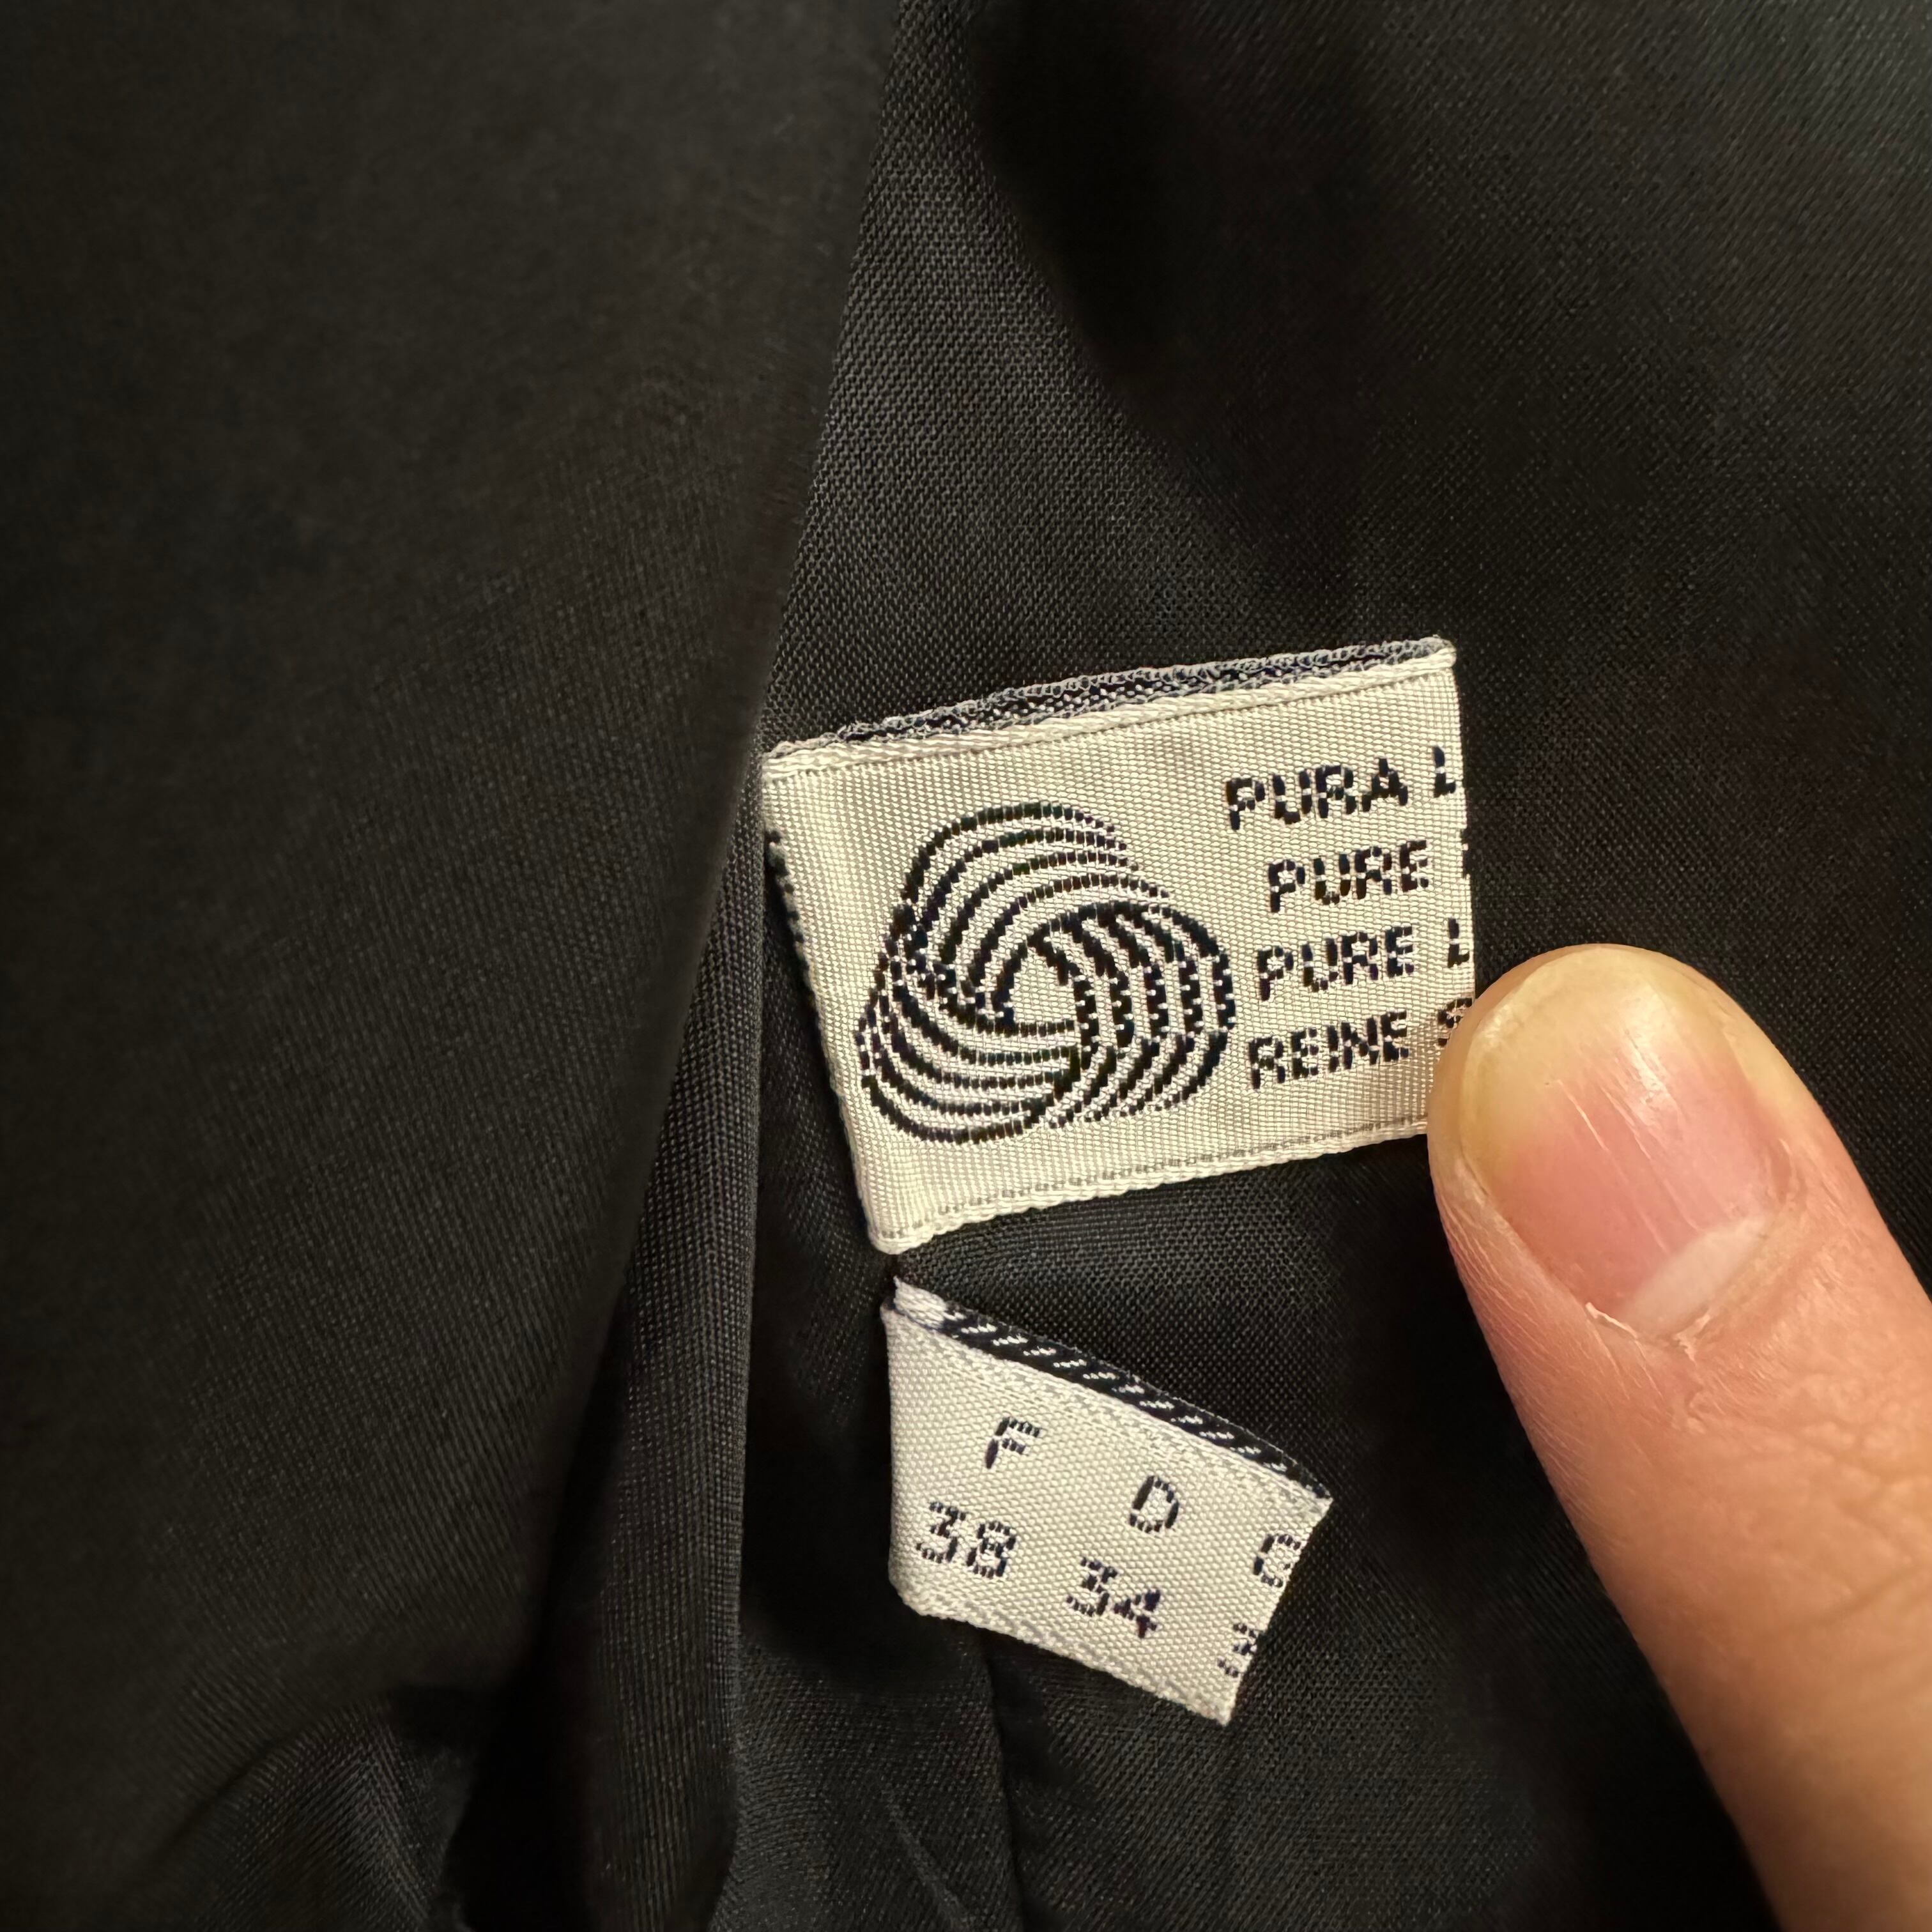 PURA L
PURE
PURE L
REINE S
F D G
38 34